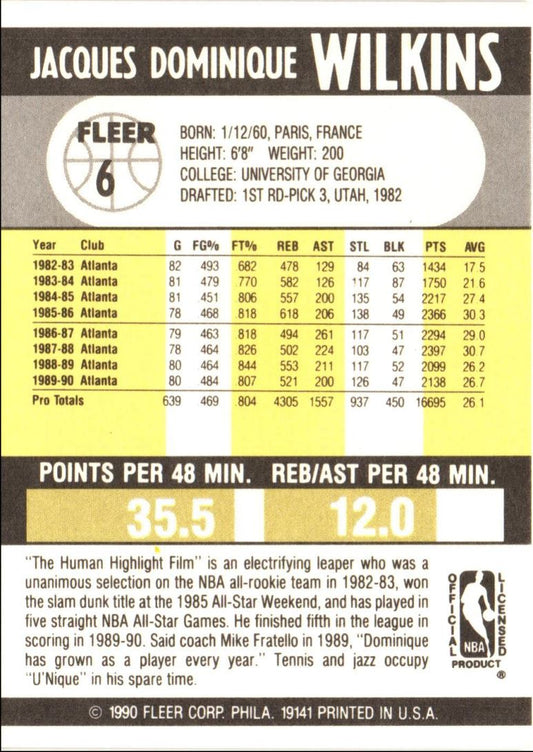 JACQUES DOMINIQUE WILKINS
FLEER
6
BORN: 1/12/60, PARIS, FRANCE
HEIGHT: 6'8" WEIGHT: 200
COLLEGE: UNIVERSITY OF GEORGIA
DRAFTED: 1ST RD-PICK 3, UTAH, 1982
Year Club G FG% FT% REB AST STL BLK PTS AVG
1982-83 Atlanta 82 .493 .682 478 129 84 63 1434 17.5
1983-84 Atlanta 81 .479 .770 582 126 117 87 1750 21.6
1984-85 Atlanta 81 .451 .806 557 200 135 54 2217 27.4
1985-86 Atlanta 78 .468 .818 618 206 138 49 2366 30.3
1986-87 Atlanta 79 .463 .818 494 261 117 51 2294 29.0
1987-88 Atlanta 78 .464 .826 502 224 103 47 2397 30.7
1988-89 Atlanta 80 .464 .844 553 211 117 52 2099 26.2
1989-90 Atlanta 80 .484 .807 521 200 126 47 2138 26.7
Pro Totals 639 .469 .804 4305 1557 937 450 16695 26.1
POINTS PER 48 MIN. REB/AST PER 48 MIN.
35.5 12.0
"The Human Highlight Film" is an electrifying leaper who was a
unanimous selection on the NBA all-rookie team in 1982-83, won
the slam dunk title at the 1985 All-Star Weekend, and has played in
five straight NBA All-Star Games. He finished fifth in the league in
scoring in 1989-90. Said coach Mike Fratello in 1989, "Dominique
has grown as a player every year." Tennis and jazz occupy
"U'Nique" in his spare time.
OFFICIAL
LICENSED
NBA
PRODUCT
®
© 1990 FLEER CORP. PHILA. 19141 PRINTED IN U.S.A.